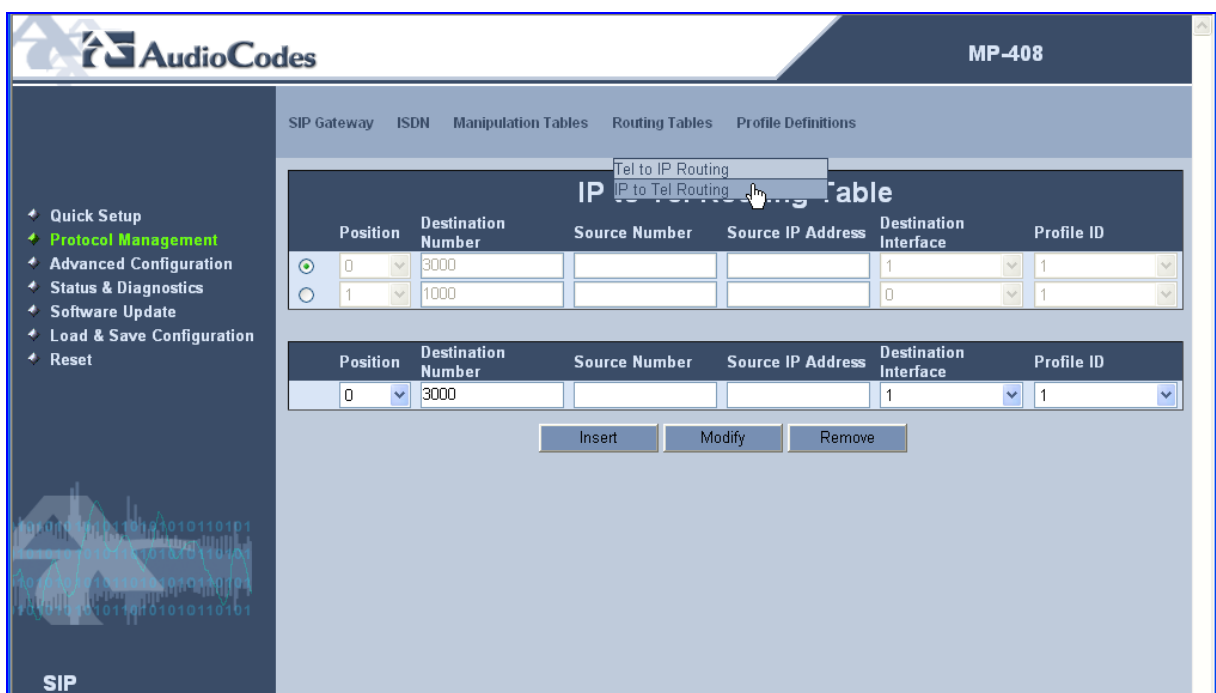 AudioCodes
MP-408
SIP Gateway ISDN Manipulation Tables Routing Tables Profile Definitions
Tel to IP Routing
IP to Tel Routing
IP to Tel Routing Table
Quick Setup
Protocol Management
Advanced Configuration
Status & Diagnostics
Software Update
Load & Save Configuration
Reset
Position Destination Number Source Number Source IP Address Destination Interface Profile ID
0 3000 1 1
1 1000 0 1
Position Destination Number Source Number Source IP Address Destination Interface Profile ID
0 3000 1 1
Insert Modify Remove
SIP